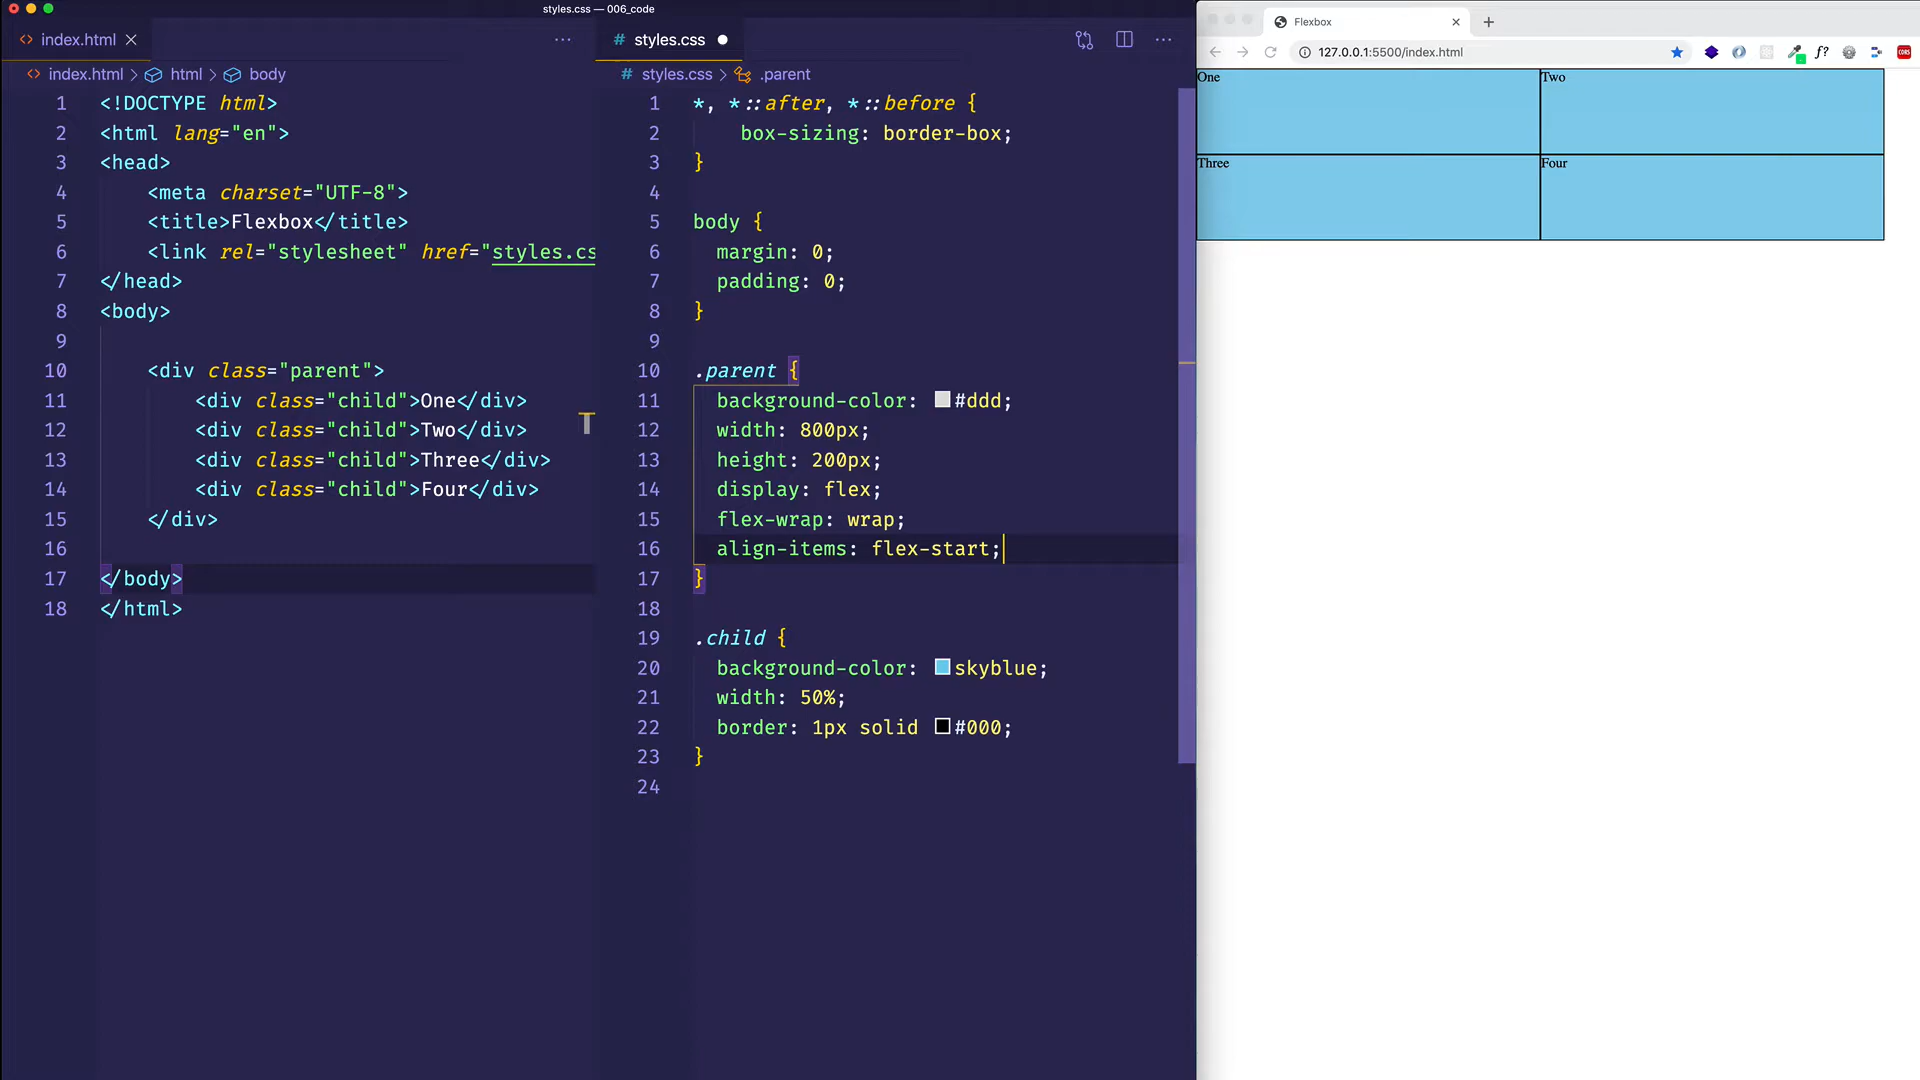 styles.css — 006_code
index.html
index.html > html > body
1 <!DOCTYPE html>
2 <html lang="en">
3 <head>
4 <meta charset="UTF-8">
5 <title>Flexbox</title>
6 <link rel="stylesheet" href="styles.cs
7 </head>
8 <body>
9
10 <div class="parent">
11 <div class="child">One</div>
12 <div class="child">Two</div>
13 <div class="child">Three</div>
14 <div class="child">Four</div>
15 </div>
16
17 </body>
18 </html>
# styles.css
# styles.css > .parent
1 *, *::after, *::before {
2 box-sizing: border-box;
3 }
4
5 body {
6 margin: 0;
7 padding: 0;
8 }
9
10 .parent {
11 background-color: #ddd;
12 width: 800px;
13 height: 200px;
14 display: flex;
15 flex-wrap: wrap;
16 align-items: flex-start;
17 }
18
19 .child {
20 background-color: skyblue;
21 width: 50%;
22 border: 1px solid #000;
23 }
24
Flexbox
127.0.0.1:5500/index.html
f?
CORS
One
Two
Three
Four